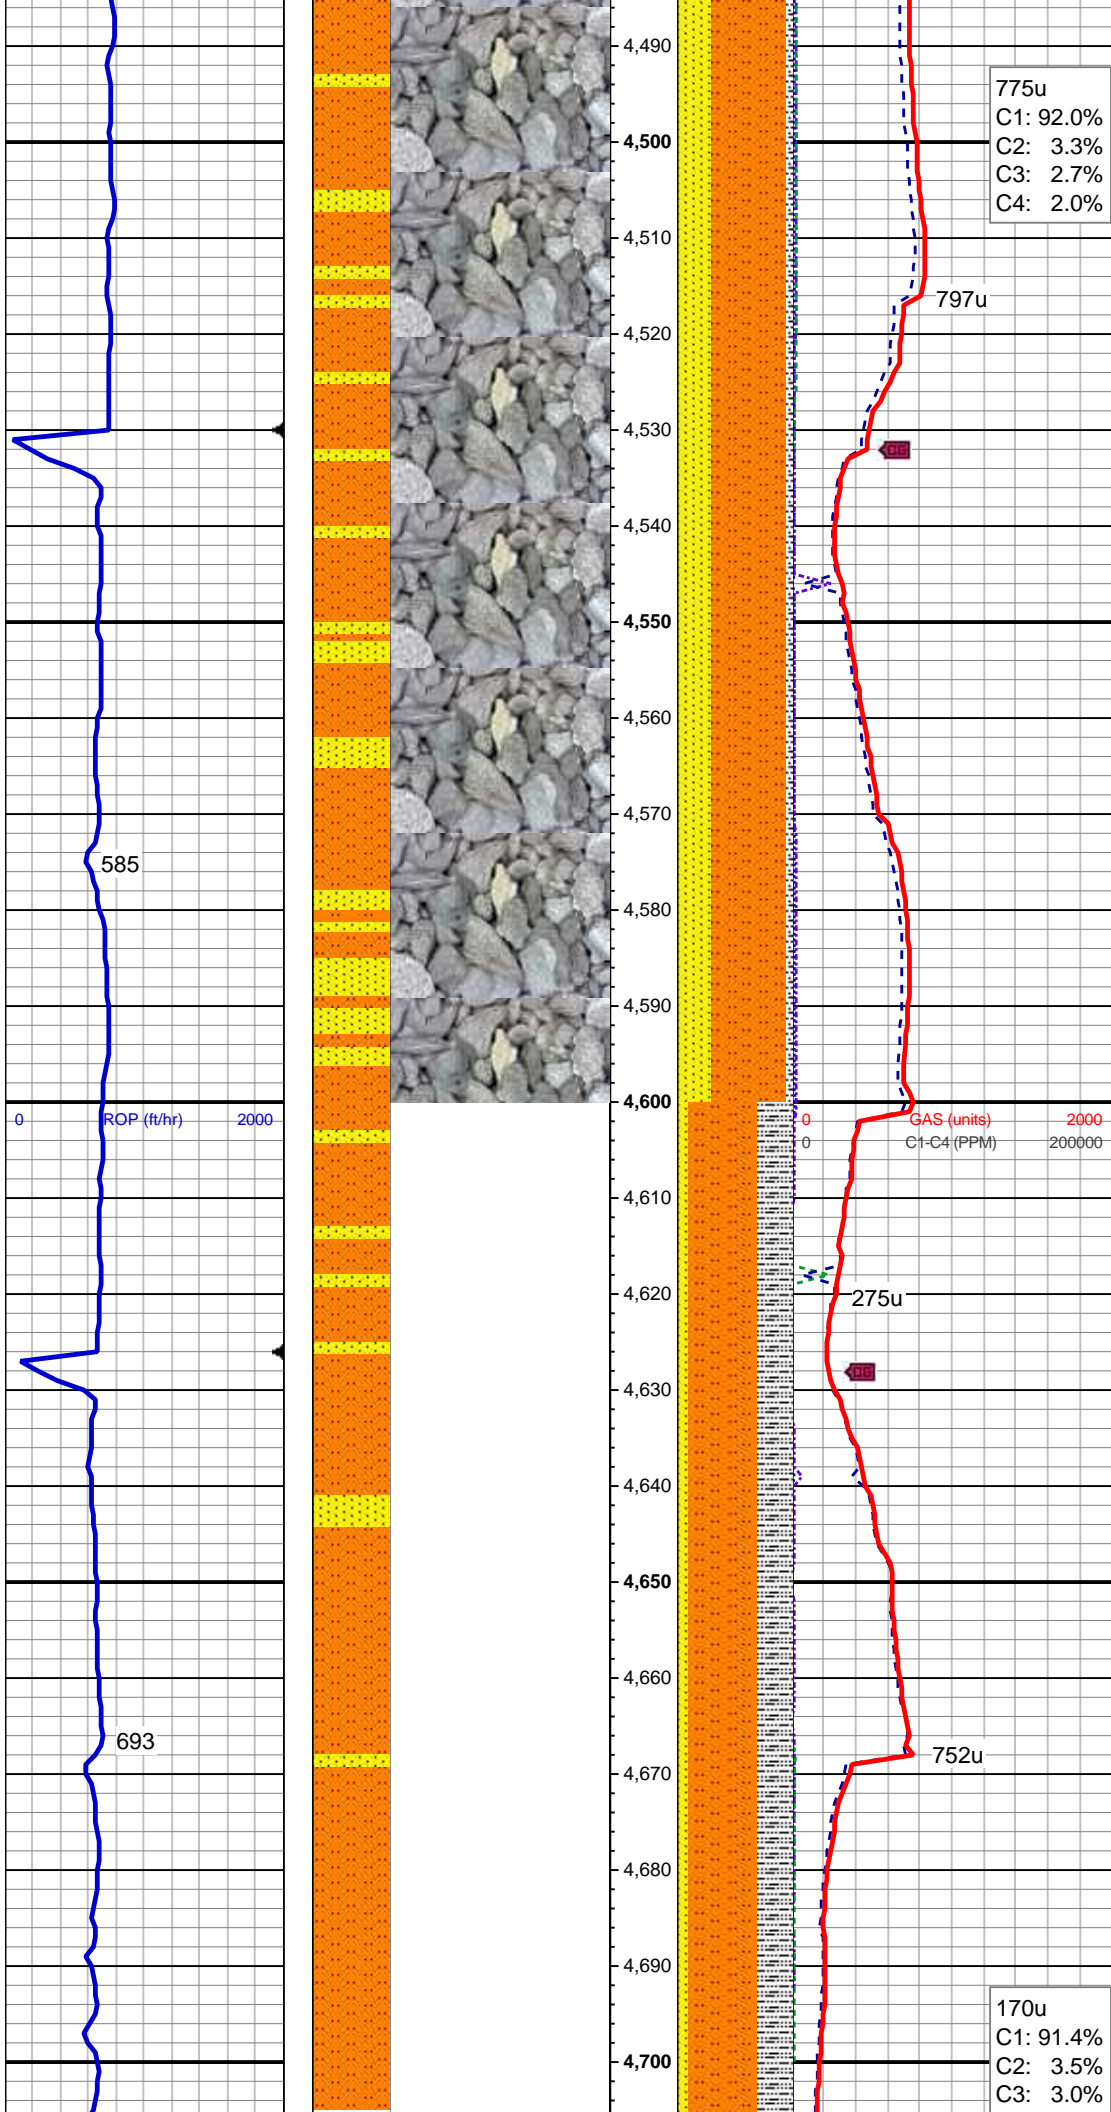 4,490
775u
C1: 92.0%
4,500
C2: 3.3%
C3: 2.7%
C4: 2.0%
4,510
797u
4,520
4,530
OG
4,540
4,550
4,560
4,570
585
4,580
4,590
4,600
0 ROP (ft/hr) 2000
0 GAS (units) 2000
0 C1-C4 (PPM) 200000
4,610
4,620
275u
OG
4,630
4,640
4,650
4,660
693
752u
4,670
4,680
4,690
170u
C1: 91.4%
C2: 3.5%
4,700
C3: 3.0%